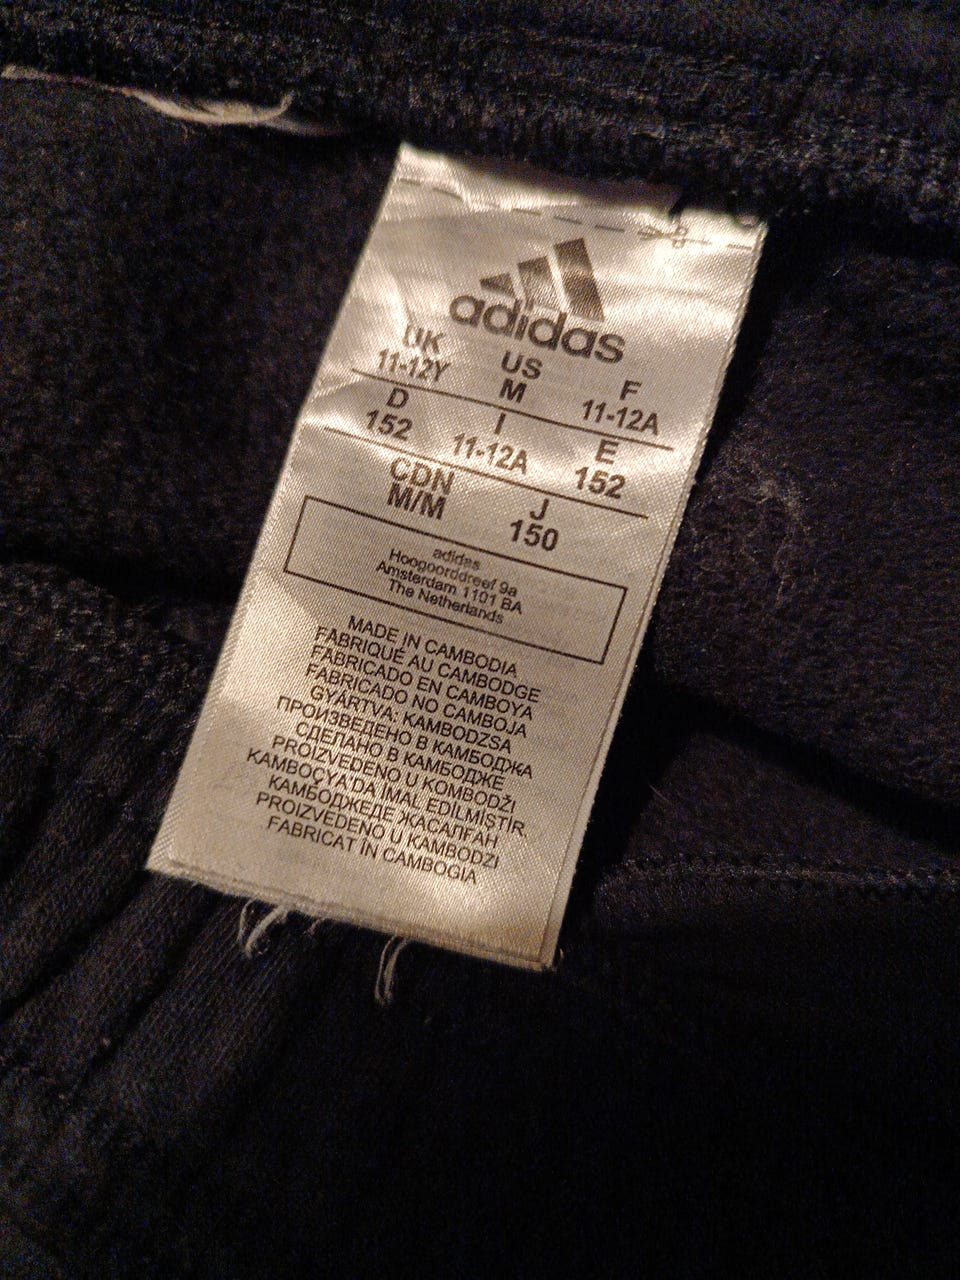 adidas
UK US F
11-12Y M 11-12A
D I E
152 11-12A 152
CDN J
M/M 150
adidas
Hoogoorddreef 9a
Amsterdam 1101 BA
The Netherlands
MADE IN CAMBODIA
FABRIQUÉ AU CAMBODGE
FABRICADO EN CAMBOYA
FABRICADO NO CAMBOJA
GYÁRTVA: KAMBODZSA
ПРОИЗВЕДЕНО В КАМБОДЖА
СДЕЛАНО В КАМБОДЖЕ
PROIZVEDENO U KOMBODŽI
KAMBOÇYA'DA İMAL EDİLMİSTİR
КАМБОДЖЕДЕ ЖАСАЛҒАН
PROIZVEDENO U KAMBODZI
FABRICAT ÎN CAMBOGIA